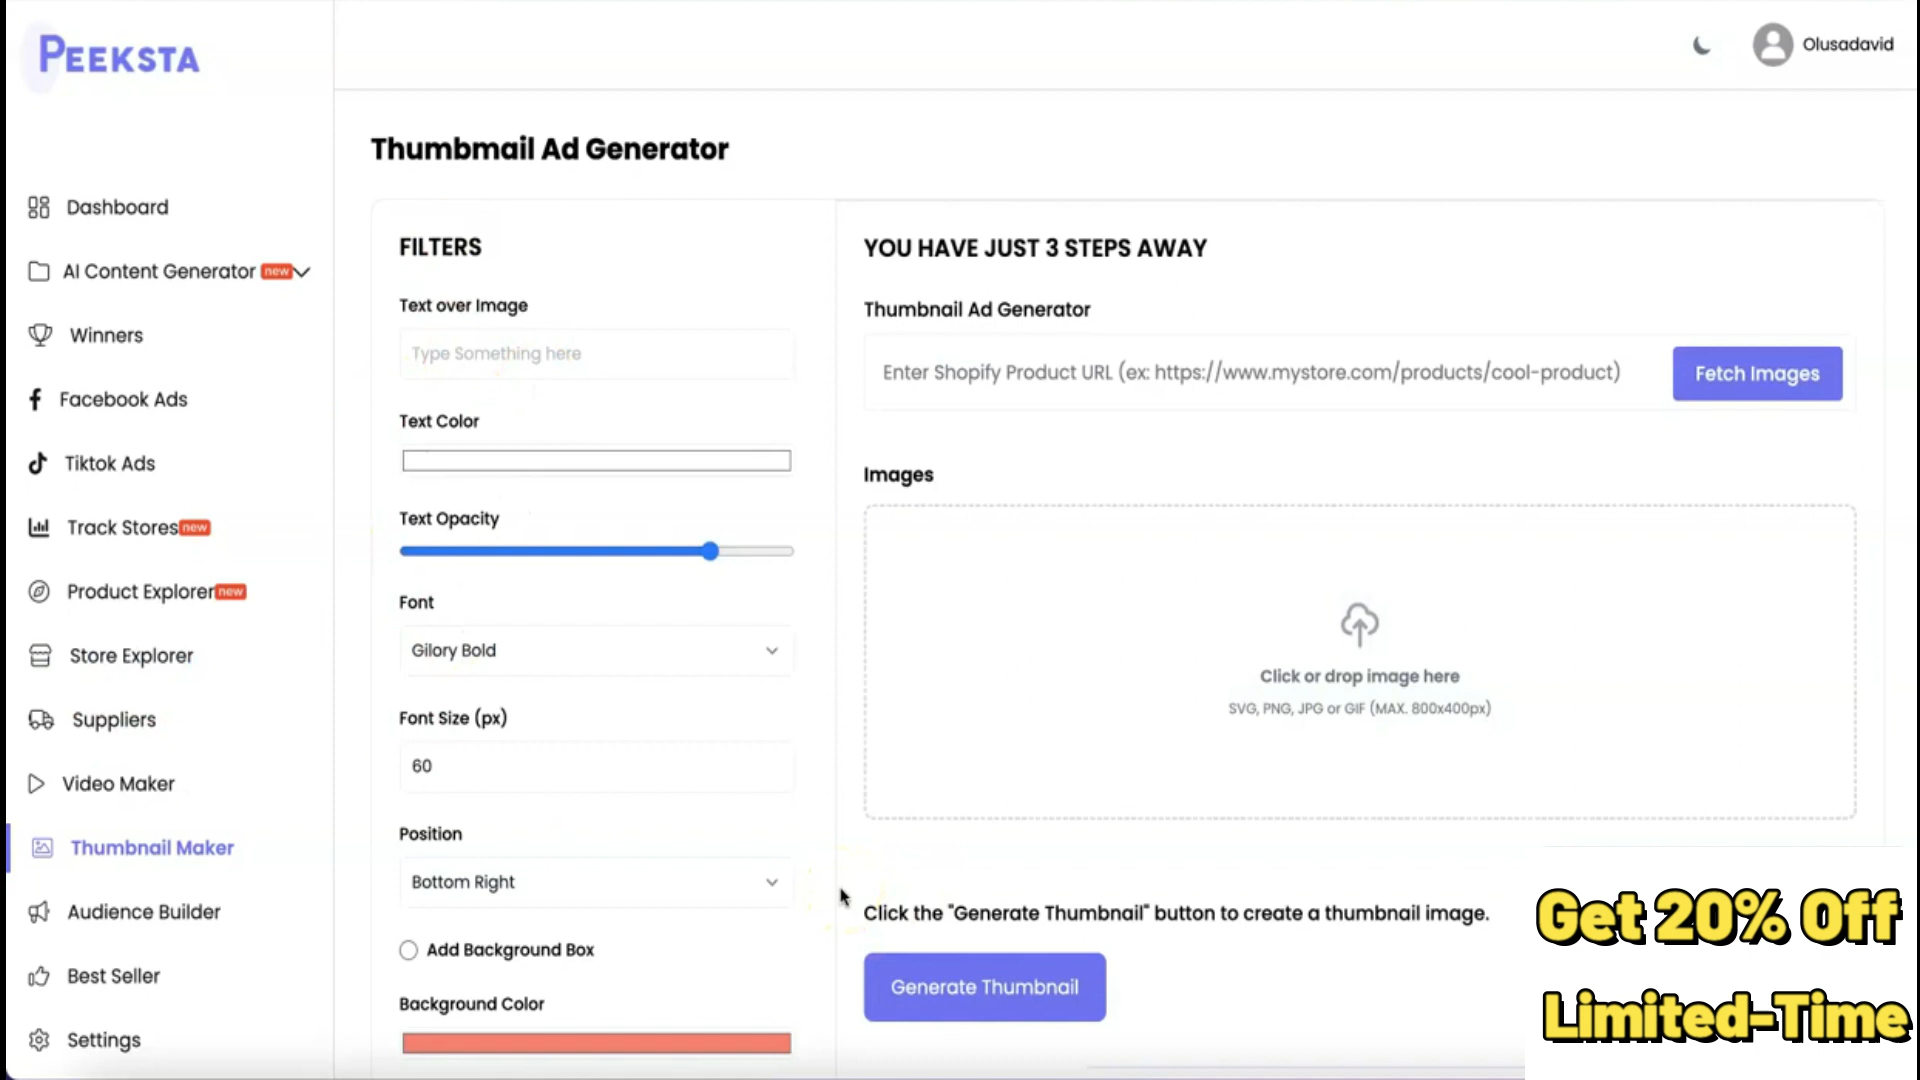 PEEKSTA
Olusadavid
Dashboard
AI Content Generator new
Winners
Facebook Ads
Tiktok Ads
Track Stores new
Product Explorer new
Store Explorer
Suppliers
Video Maker
Thumbnail Maker
Audience Builder
Best Seller
Settings
Thumbmail Ad Generator
FILTERS
Text over Image
Type Something here
Text Color
Text Opacity
Font
Gilory Bold
Font Size (px)
60
Position
Bottom Right
Add Background Box
Background Color
YOU HAVE JUST 3 STEPS AWAY
Thumbnail Ad Generator
Enter Shopify Product URL (ex: https://www.mystore.com/products/cool-product)
Fetch Images
Images
Click or drop image here
SVG, PNG, JPG or GIF (MAX. 800x400px)
Click the "Generate Thumbnail" button to create a thumbnail image.
Generate Thumbnail
Get 20% Off
Limited-Time